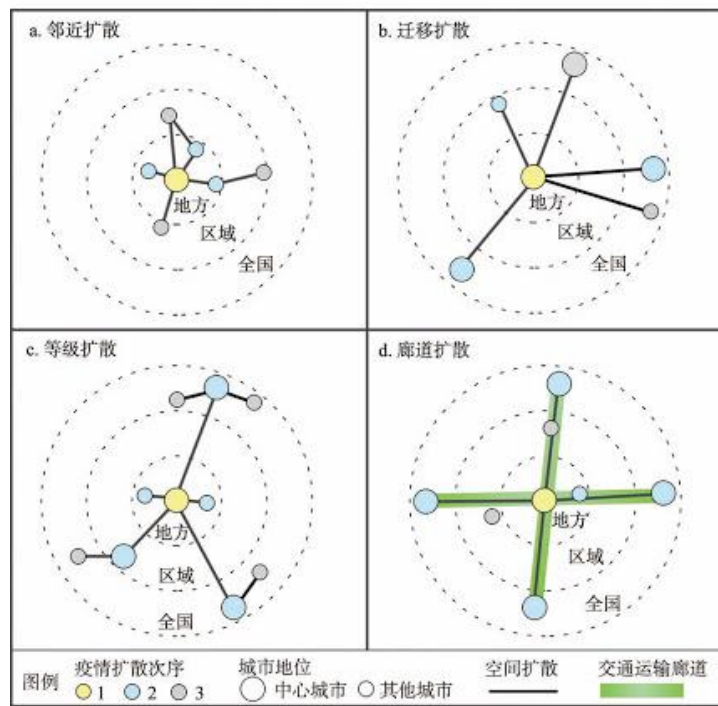 a. 邻近扩散
地方
区域
全国
b. 迁移扩散
地方
区域
全国
c. 等级扩散
地方
区域
全国
d. 廊道扩散
地方
区域
全国
图例
疫情扩散次序
1 2 3
城市地位
中心城市 其他城市
空间扩散
交通运输廊道